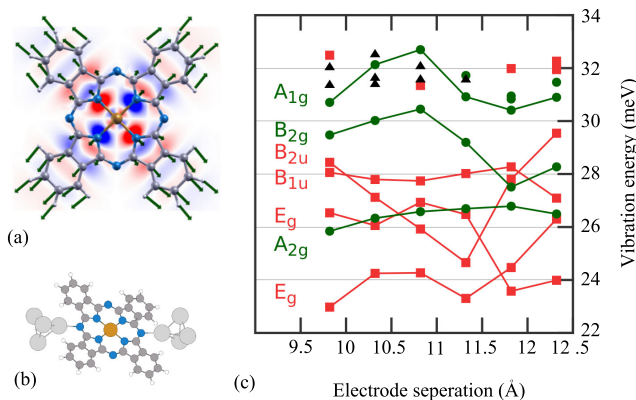 (a)
(b)
(c)
34
32
30
28
26
24
22
Vibration energy (meV)
A1g
B2g
B2u
B1u
Eg
A2g
Eg
9.5 10 10.5 11 11.5 12 12.5
Electrode seperation (Å)